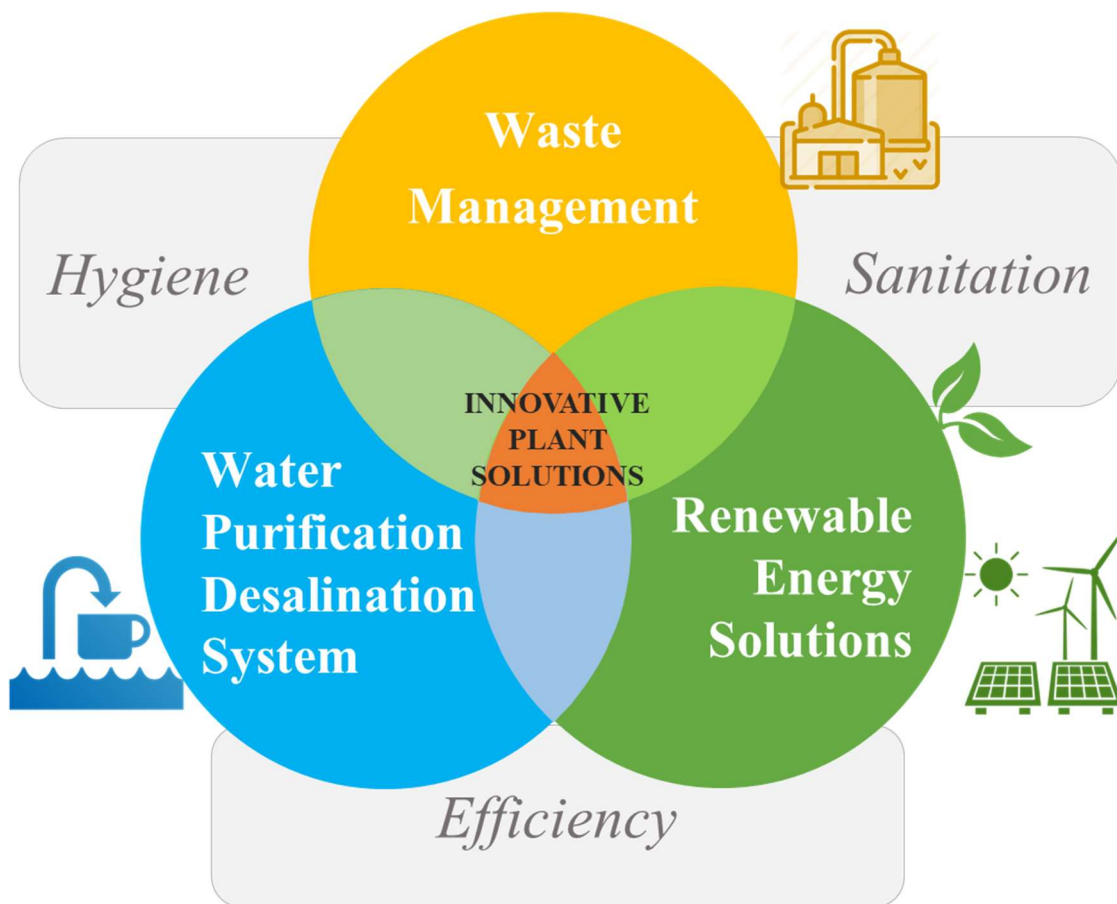 Waste
Management
Hygiene
Sanitation
INNOVATIVE
PLANT
SOLUTIONS
Water
Purification
Desalination
System
Renewable
Energy
Solutions
Efficiency